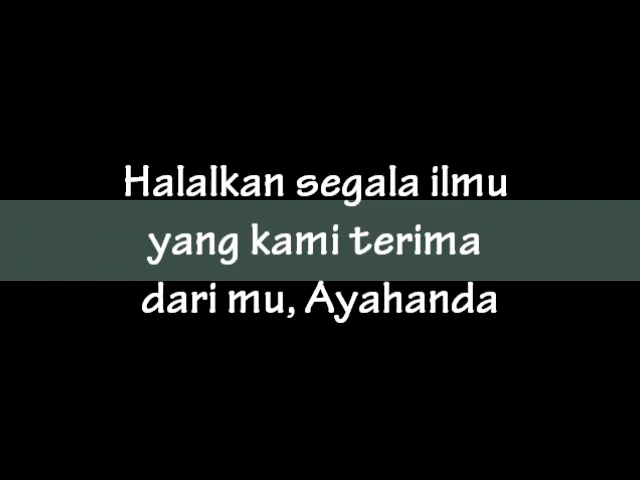 Halalkan segala ilmu
yang kami terima
dari mu, Ayahanda